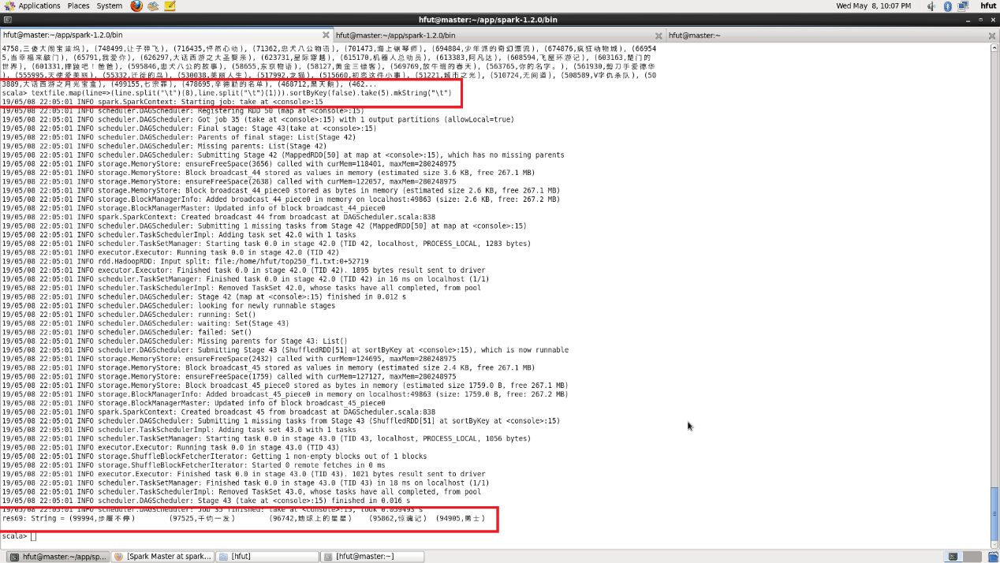 Applications Places System
Wed May 8, 10:07 PM hfut
hfut@master:~/app/spark-1.2.0/bin
hfut@master:~/app/spark-1.2.0/bin hfut@master:~/app/spark-1.2.0/bin hfut@master:~
4758,三傻大闹宝莱坞), (748499,让子弹飞), (716435,怦然心动), (71362,忠犬八公物语), (701473,海上钢琴师), (694884,少年派的奇幻漂流), (674876,疯狂动物城), (66954
5,当幸福来敲门), (65791,我爱你), (626297,大话西游之大圣娶亲), (623731,星际穿越), (615170,机器人总动员), (613383,阿凡达), (608594,飞屋环游记), (603163,楚门的
世界), (601331,摔跤吧！爸爸), (595846,忠犬八公的故事), (58655,东京物语), (58127,黄金三镖客), (569769,放牛班的春天), (563765,你的名字。), (561930,剪刀手爱德华
), (555995,天使爱美丽), (55332,迁徙的鸟), (530038,美丽人生), (517992,龙猫), (515660,初恋这件小事), (51221,城市之光), (510724,无间道), (508589,V字仇杀队), (50
3889,大话西游之月光宝盒), (499155,七宗罪), (478695,辛德勒的名单), (468712,黑天鹅), (462...
scala> textfile.map(line=>(line.split("\t")(8),line.split("\t")(1))).sortByKey(false).take(5).mkString("\t")
19/05/08 22:05:01 INFO spark.SparkContext: Starting job: take at <console>:15
19/05/08 22:05:01 INFO scheduler.DAGScheduler: Registering RDD 50 (map at <console>:15)
19/05/08 22:05:01 INFO scheduler.DAGScheduler: Got job 35 (take at <console>:15) with 1 output partitions (allowLocal=true)
19/05/08 22:05:01 INFO scheduler.DAGScheduler: Final stage: Stage 43(take at <console>:15)
19/05/08 22:05:01 INFO scheduler.DAGScheduler: Parents of final stage: List(Stage 42)
19/05/08 22:05:01 INFO scheduler.DAGScheduler: Missing parents: List(Stage 42)
19/05/08 22:05:01 INFO scheduler.DAGScheduler: Submitting Stage 42 (MappedRDD[50] at map at <console>:15), which has no missing parents
19/05/08 22:05:01 INFO storage.MemoryStore: ensureFreeSpace(3656) called with curMem=118401, maxMem=280248975
19/05/08 22:05:01 INFO storage.MemoryStore: Block broadcast_44 stored as values in memory (estimated size 3.6 KB, free 267.1 MB)
19/05/08 22:05:01 INFO storage.MemoryStore: ensureFreeSpace(2638) called with curMem=122057, maxMem=280248975
19/05/08 22:05:01 INFO storage.MemoryStore: Block broadcast_44_piece0 stored as bytes in memory (estimated size 2.6 KB, free 267.1 MB)
19/05/08 22:05:01 INFO storage.BlockManagerInfo: Added broadcast_44_piece0 in memory on localhost:49863 (size: 2.6 KB, free: 267.2 MB)
19/05/08 22:05:01 INFO storage.BlockManagerMaster: Updated info of block broadcast_44_piece0
19/05/08 22:05:01 INFO spark.SparkContext: Created broadcast 44 from broadcast at DAGScheduler.scala:838
19/05/08 22:05:01 INFO scheduler.DAGScheduler: Submitting 1 missing tasks from Stage 42 (MappedRDD[50] at map at <console>:15)
19/05/08 22:05:01 INFO scheduler.TaskSchedulerImpl: Adding task set 42.0 with 1 tasks
19/05/08 22:05:01 INFO scheduler.TaskSetManager: Starting task 0.0 in stage 42.0 (TID 42, localhost, PROCESS_LOCAL, 1283 bytes)
19/05/08 22:05:01 INFO executor.Executor: Running task 0.0 in stage 42.0 (TID 42)
19/05/08 22:05:01 INFO rdd.HadoopRDD: Input split: file:/home/hfut/top250_f1.txt:0+52719
19/05/08 22:05:01 INFO executor.Executor: Finished task 0.0 in stage 42.0 (TID 42). 1895 bytes result sent to driver
19/05/08 22:05:01 INFO scheduler.TaskSetManager: Finished task 0.0 in stage 42.0 (TID 42) in 16 ms on localhost (1/1)
19/05/08 22:05:01 INFO scheduler.TaskSchedulerImpl: Removed TaskSet 42.0, whose tasks have all completed, from pool
19/05/08 22:05:01 INFO scheduler.DAGScheduler: Stage 42 (map at <console>:15) finished in 0.012 s
19/05/08 22:05:01 INFO scheduler.DAGScheduler: looking for newly runnable stages
19/05/08 22:05:01 INFO scheduler.DAGScheduler: running: Set()
19/05/08 22:05:01 INFO scheduler.DAGScheduler: waiting: Set(Stage 43)
19/05/08 22:05:01 INFO scheduler.DAGScheduler: failed: Set()
19/05/08 22:05:01 INFO scheduler.DAGScheduler: Missing parents for Stage 43: List()
19/05/08 22:05:01 INFO scheduler.DAGScheduler: Submitting Stage 43 (ShuffledRDD[51] at sortByKey at <console>:15), which is now runnable
19/05/08 22:05:01 INFO storage.MemoryStore: ensureFreeSpace(2432) called with curMem=124695, maxMem=280248975
19/05/08 22:05:01 INFO storage.MemoryStore: Block broadcast_45 stored as values in memory (estimated size 2.4 KB, free 267.1 MB)
19/05/08 22:05:01 INFO storage.MemoryStore: ensureFreeSpace(1759) called with curMem=127127, maxMem=280248975
19/05/08 22:05:01 INFO storage.MemoryStore: Block broadcast_45_piece0 stored as bytes in memory (estimated size 1759.0 B, free 267.1 MB)
19/05/08 22:05:01 INFO storage.BlockManagerInfo: Added broadcast_45_piece0 in memory on localhost:49863 (size: 1759.0 B, free: 267.2 MB)
19/05/08 22:05:01 INFO storage.BlockManagerMaster: Updated info of block broadcast_45_piece0
19/05/08 22:05:01 INFO spark.SparkContext: Created broadcast 45 from broadcast at DAGScheduler.scala:838
19/05/08 22:05:01 INFO scheduler.DAGScheduler: Submitting 1 missing tasks from Stage 43 (ShuffledRDD[51] at sortByKey at <console>:15)
19/05/08 22:05:01 INFO scheduler.TaskSchedulerImpl: Adding task set 43.0 with 1 tasks
19/05/08 22:05:01 INFO scheduler.TaskSetManager: Starting task 0.0 in stage 43.0 (TID 43, localhost, PROCESS_LOCAL, 1056 bytes)
19/05/08 22:05:01 INFO executor.Executor: Running task 0.0 in stage 43.0 (TID 43)
19/05/08 22:05:01 INFO storage.ShuffleBlockFetcherIterator: Getting 1 non-empty blocks out of 1 blocks
19/05/08 22:05:01 INFO storage.ShuffleBlockFetcherIterator: Started 0 remote fetches in 0 ms
19/05/08 22:05:01 INFO executor.Executor: Finished task 0.0 in stage 43.0 (TID 43). 1021 bytes result sent to driver
19/05/08 22:05:01 INFO scheduler.TaskSetManager: Finished task 0.0 in stage 43.0 (TID 43) in 18 ms on localhost (1/1)
19/05/08 22:05:01 INFO scheduler.TaskSchedulerImpl: Removed TaskSet 43.0, whose tasks have all completed, from pool
19/05/08 22:05:01 INFO scheduler.DAGScheduler: Stage 43 (take at <console>:15) finished in 0.016 s
19/05/08 22:05:01 INFO scheduler.DAGScheduler: Job 35 finished: take at <console>:15, took 0.059493 s
res69: String = (99994,步履不停) (97525,千钧一发) (96742,地球上的星星) (95862,惊魂记) (94905,勇士)
scala>
hfut@master:~/app/sp... [Spark Master at spark... [hfut] [hfut@master:~]